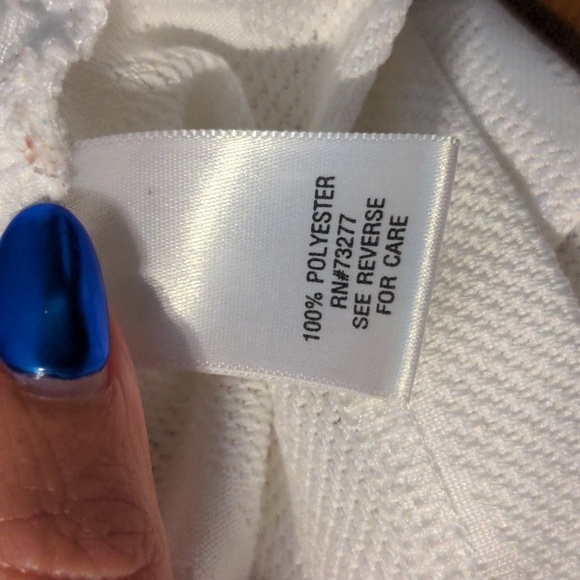 100% POLYESTER
RN#73277
SEE REVERSE
FOR CARE